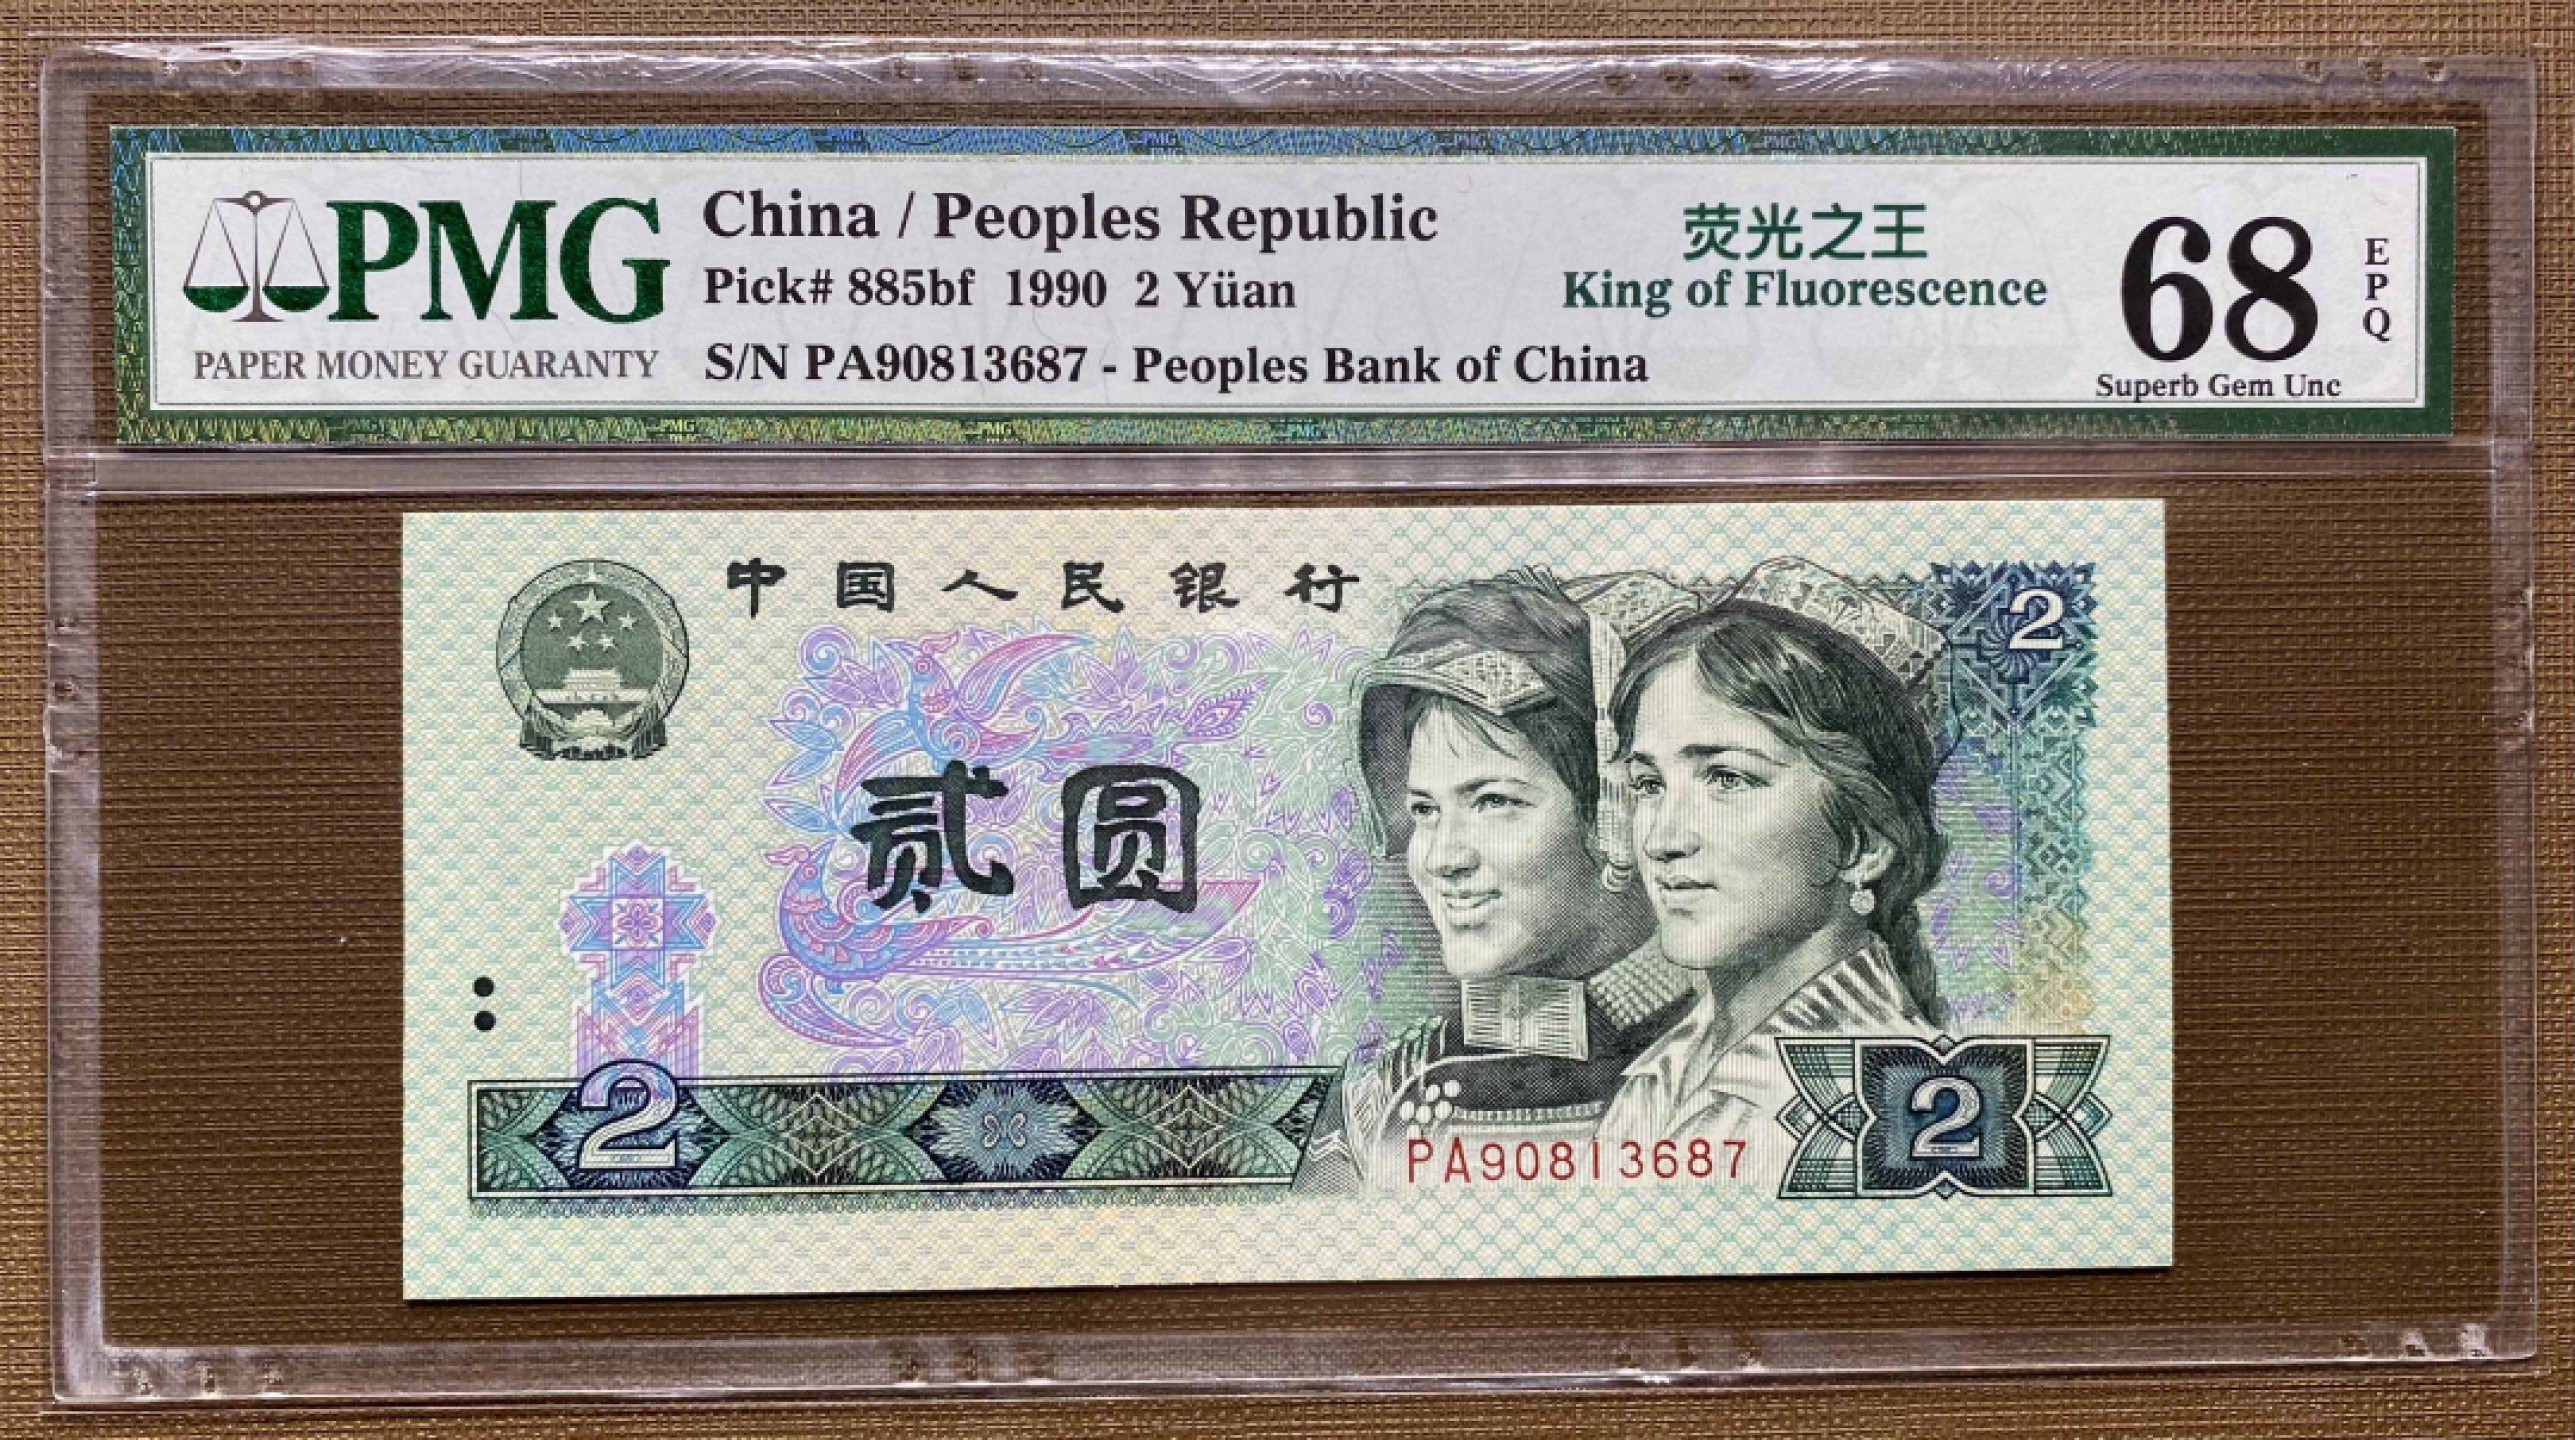 PMG
PAPER MONEY GUARANTY
China / Peoples Republic
Pick# 885bf 1990 2 Yüan
S/N PA90813687 - Peoples Bank of China
荧光之王
King of Fluorescence
68
EPQ
Superb Gem Unc
中国人民银行
2
贰圆
2
PA90813687
2